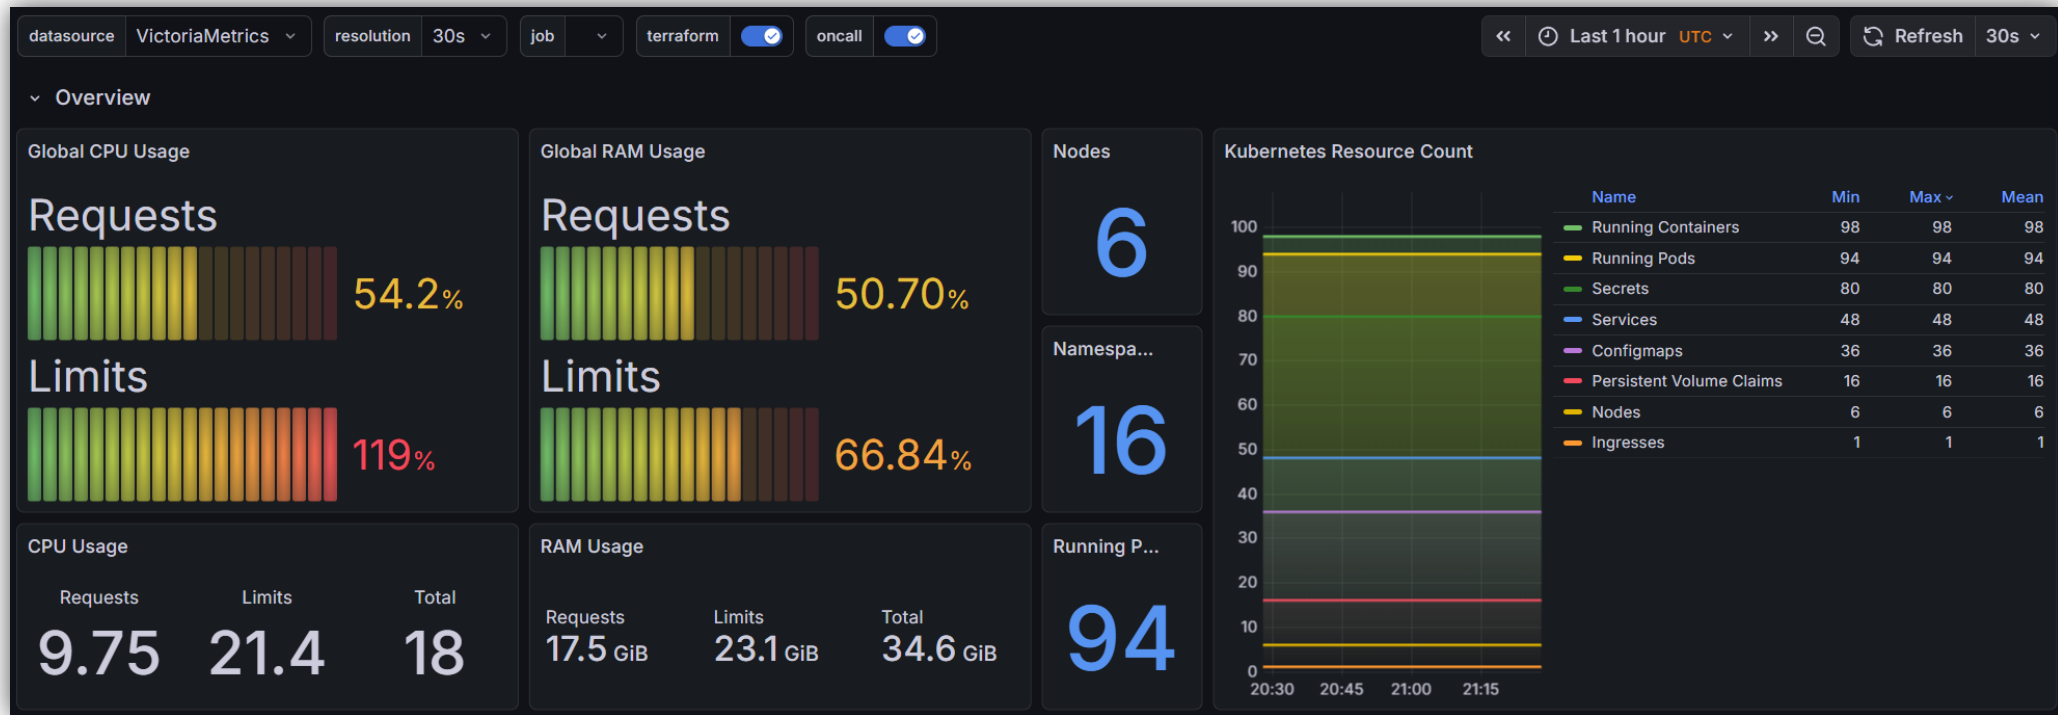 datasource VictoriaMetrics resolution 30s job terraform oncall Last 1 hour UTC Refresh 30s
Overview
Global CPU Usage
Requests
54.2%
Limits
119%
Global RAM Usage
Requests
50.70%
Limits
66.84%
Nodes
6
Namespa...
16
CPU Usage
Requests Limits Total
9.75 21.4 18
RAM Usage
Requests Limits Total
17.5 GiB 23.1 GiB 34.6 GiB
Running P...
94
Kubernetes Resource Count
100
90
80
70
60
50
40
30
20
10
0
20:30 20:45 21:00 21:15
Name Min Max Mean
Running Containers 98 98 98
Running Pods 94 94 94
Secrets 80 80 80
Services 48 48 48
Configmaps 36 36 36
Persistent Volume Claims 16 16 16
Nodes 6 6 6
Ingresses 1 1 1